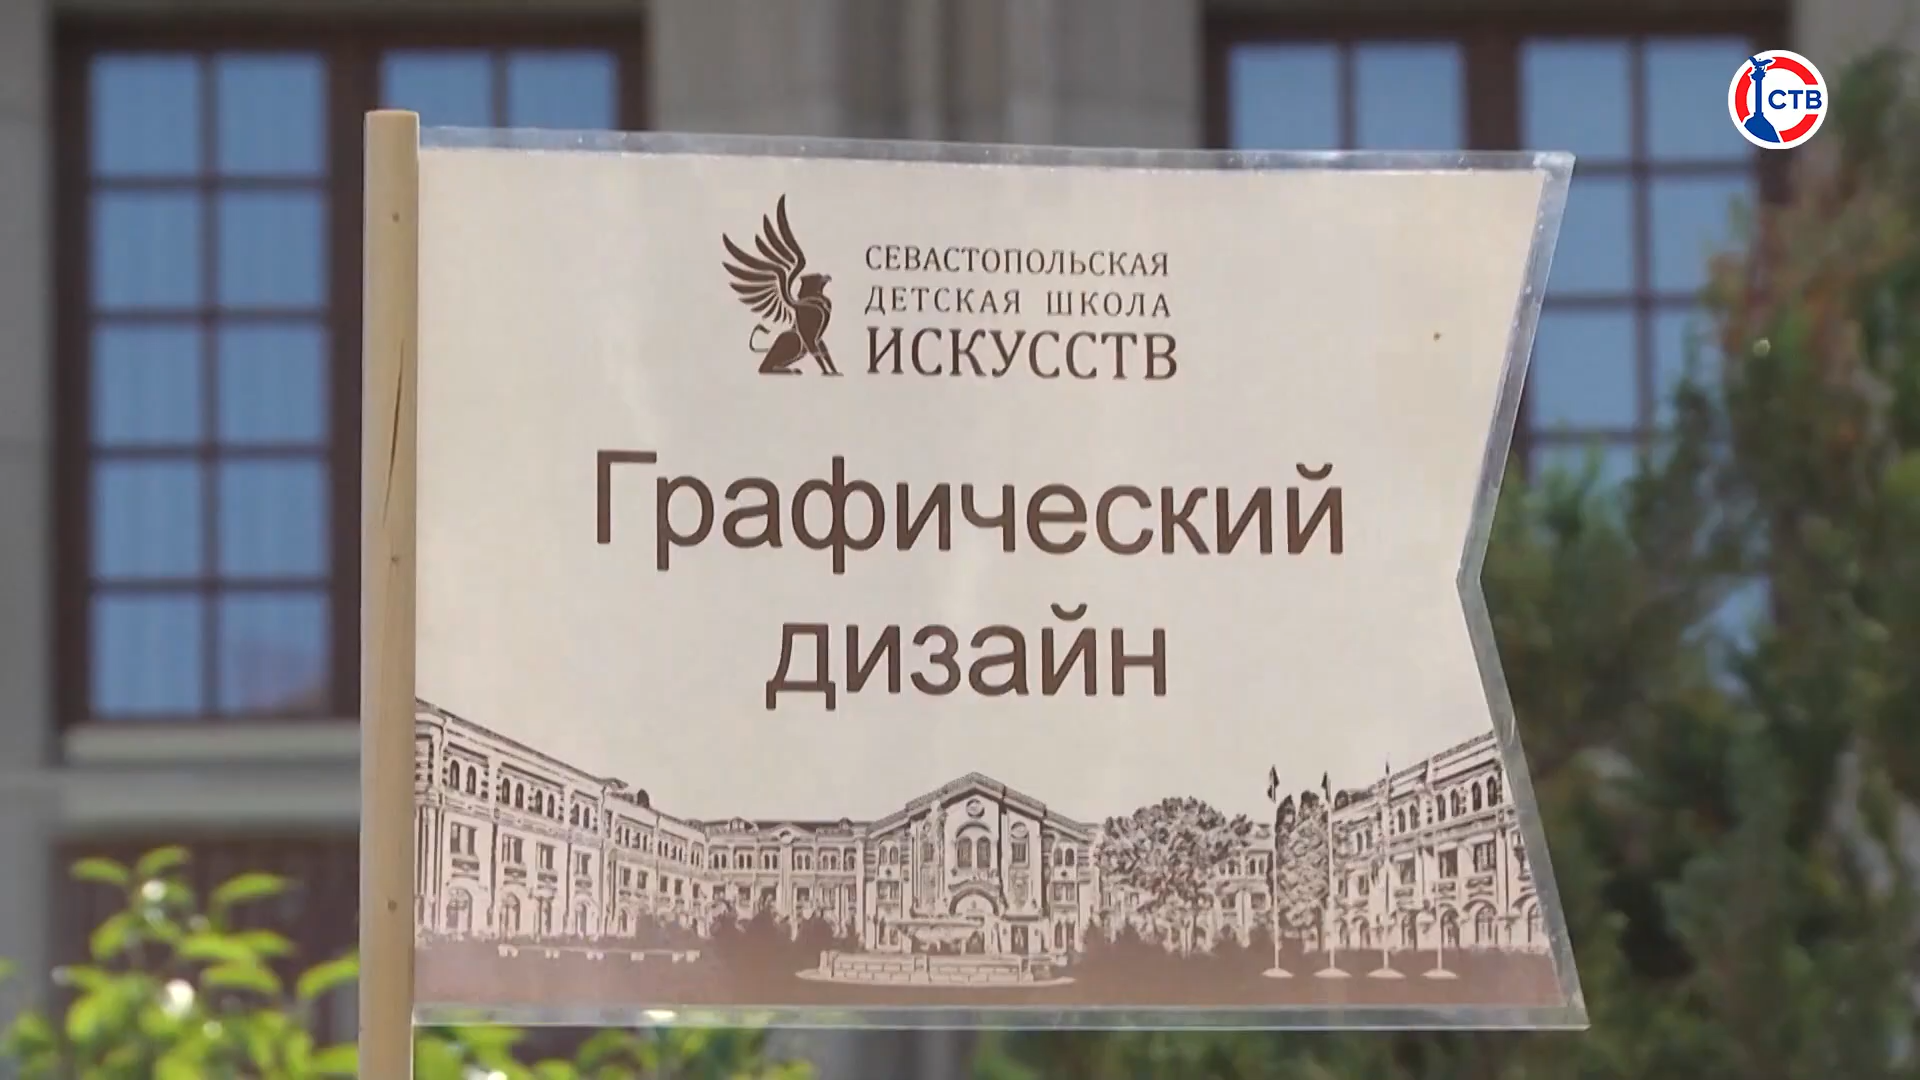 СТВ
СЕВАСТОПОЛЬСКАЯ
ДЕТСКАЯ ШКОЛА
ИСКУССТВ
Графический
дизайн